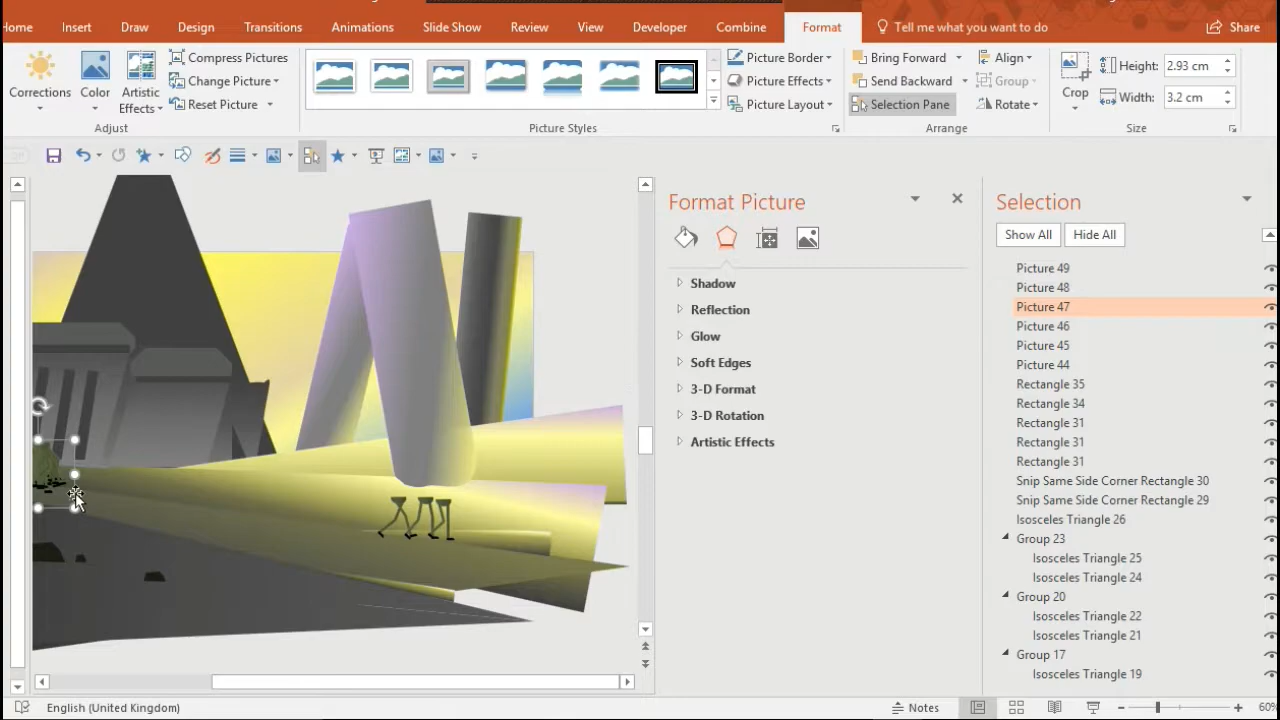 Home Insert Draw Design Transitions Animations Slide Show Review View Developer Combine Format Tell me what you want to do Share
Corrections
Color
Artistic
Effects
Compress Pictures
Change Picture
Reset Picture
Adjust
Picture Styles
Picture Border
Picture Effects
Picture Layout
Bring Forward
Send Backward
Selection Pane
Align
Group
Rotate
Arrange
Crop
Height: 2.93 cm
Width: 3.2 cm
Size
Format Picture
Shadow
Reflection
Glow
Soft Edges
3-D Format
3-D Rotation
Artistic Effects
Selection
Show All Hide All
Picture 49
Picture 48
Picture 47
Picture 46
Picture 45
Picture 44
Rectangle 35
Rectangle 34
Rectangle 31
Rectangle 31
Rectangle 31
Snip Same Side Corner Rectangle 30
Snip Same Side Corner Rectangle 29
Isosceles Triangle 26
Group 23
Isosceles Triangle 25
Isosceles Triangle 24
Group 20
Isosceles Triangle 22
Isosceles Triangle 21
Group 17
Isosceles Triangle 19
English (United Kingdom)
Notes
60%